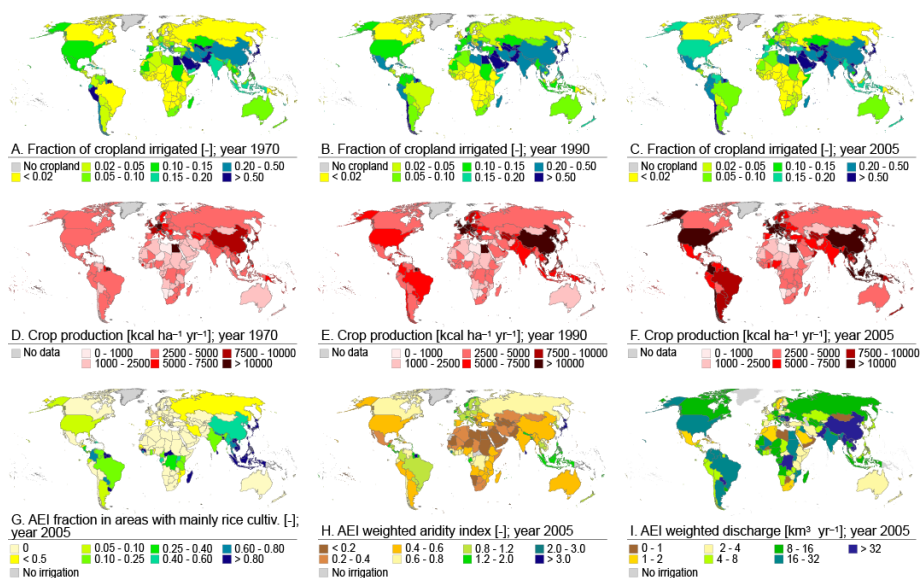 A. Fraction of cropland irrigated [-]; year 1970
No cropland 0.02 - 0.05 0.10 - 0.15 0.20 - 0.50
< 0.02 0.05 - 0.10 0.15 - 0.20 > 0.50
B. Fraction of cropland irrigated [-]; year 1990
No cropland 0.02 - 0.05 0.10 - 0.15 0.20 - 0.50
< 0.02 0.05 - 0.10 0.15 - 0.20 > 0.50
C. Fraction of cropland irrigated [-]; year 2005
No cropland 0.02 - 0.05 0.10 - 0.15 0.20 - 0.50
< 0.02 0.05 - 0.10 0.15 - 0.20 > 0.50
D. Crop production [kcal ha⁻¹ yr⁻¹]; year 1970
No data 0 - 1000 2500 - 5000 7500 - 10000
1000 - 2500 5000 - 7500 > 10000
E. Crop production [kcal ha⁻¹ yr⁻¹]; year 1990
No data 0 - 1000 2500 - 5000 7500 - 10000
1000 - 2500 5000 - 7500 > 10000
F. Crop production [kcal ha⁻¹ yr⁻¹]; year 2005
No data 0 - 1000 2500 - 5000 7500 - 10000
1000 - 2500 5000 - 7500 > 10000
G. AEI fraction in areas with mainly rice cultiv. [-];
year 2005
0 0.05 - 0.10 0.25 - 0.40 0.60 - 0.80
< 0.5 0.10 - 0.25 0.40 - 0.60 > 0.80
No irrigation
H. AEI weighted aridity index [-]; year 2005
< 0.2 0.4 - 0.6 0.8 - 1.2 2.0 - 3.0
0.2 - 0.4 0.6 - 0.8 1.2 - 2.0 > 3.0
No irrigation
I. AEI weighted discharge [km³ yr⁻¹]; year 2005
0 - 1 2 - 4 8 - 16 > 32
1 - 2 4 - 8 16 - 32
No irrigation